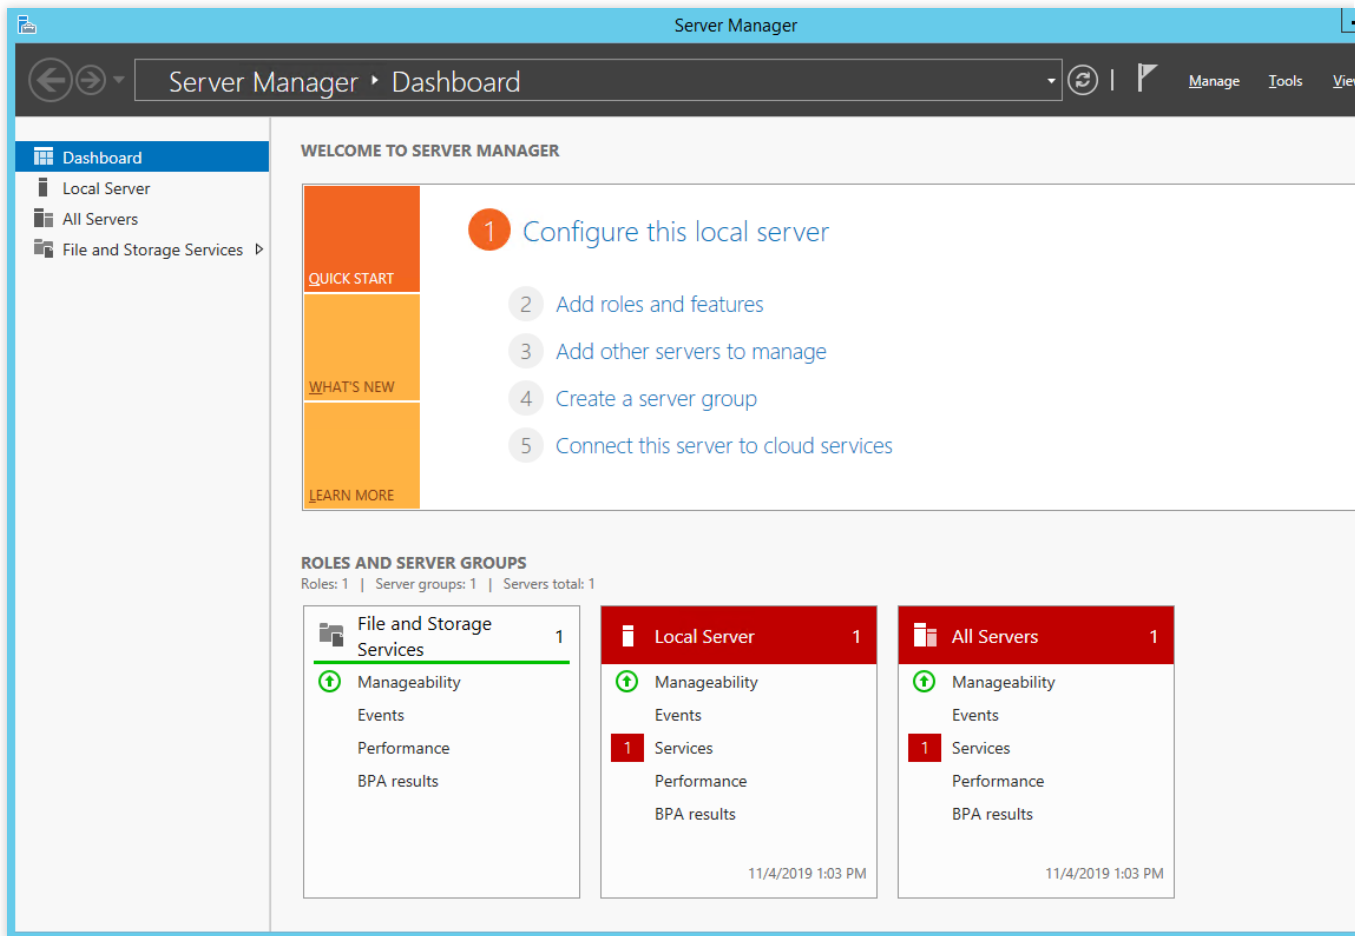 Server Manager
Server Manager ‣ Dashboard
Manage
Tools
Dashboard
Local Server
All Servers
File and Storage Services
WELCOME TO SERVER MANAGER
QUICK START
WHAT'S NEW
LEARN MORE
1 Configure this local server
2 Add roles and features
3 Add other servers to manage
4 Create a server group
5 Connect this server to cloud services
ROLES AND SERVER GROUPS
Roles: 1 | Server groups: 1 | Servers total: 1
File and Storage
Services 1
Manageability
Events
Performance
BPA results
Local Server 1
Manageability
Events
1 Services
Performance
BPA results
11/4/2019 1:03 PM
All Servers 1
Manageability
Events
1 Services
Performance
BPA results
11/4/2019 1:03 PM